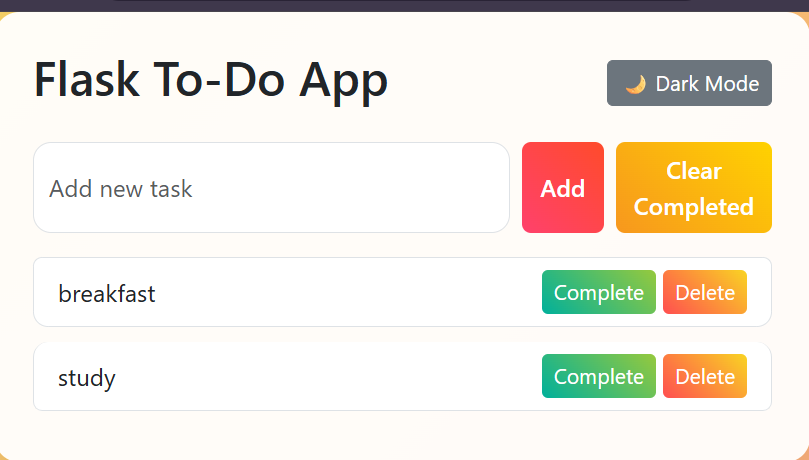 Flask To-Do App
🌙 Dark Mode
Add new task
Add
Clear
Completed
breakfast
Complete
Delete
study
Complete
Delete